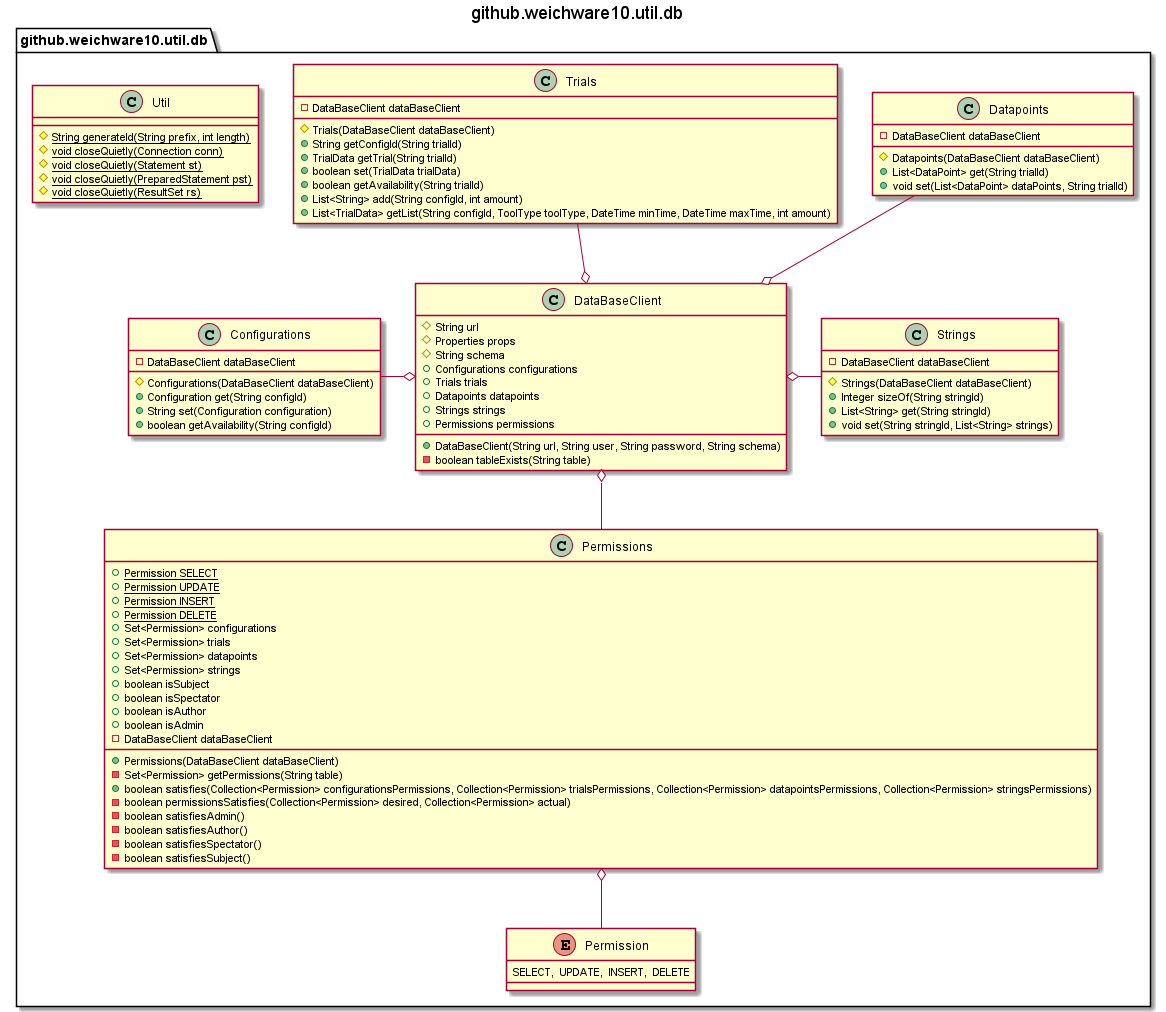 github.weichware10.util.db
github.weichware10.util.db
C Util
String generateId(String prefix, int length)
void closeQuietly(Connection conn)
void closeQuietly(Statement st)
void closeQuietly(PreparedStatement pst)
void closeQuietly(ResultSet rs)
C Trials
DataBaseClient dataBaseClient
Trials(DataBaseClient dataBaseClient)
String getConfigId(String trialId)
TrialData getTrial(String trialId)
boolean set(TrialData trialData)
boolean getAvailability(String trialId)
List<String> add(String configId, int amount)
List<TrialData> getList(String configId, ToolType toolType, DateTime minTime, DateTime maxTime, int amount)
C Datapoints
DataBaseClient dataBaseClient
Datapoints(DataBaseClient dataBaseClient)
List<DataPoint> get(String trialId)
void set(List<DataPoint> dataPoints, String trialId)
C Configurations
DataBaseClient dataBaseClient
Configurations(DataBaseClient dataBaseClient)
Configuration get(String configId)
String set(Configuration configuration)
boolean getAvailability(String configId)
C DataBaseClient
String url
Properties props
String schema
Configurations configurations
Trials trials
Datapoints datapoints
Strings strings
Permissions permissions
DataBaseClient(String url, String user, String password, String schema)
boolean tableExists(String table)
C Strings
DataBaseClient dataBaseClient
Strings(DataBaseClient dataBaseClient)
Integer sizeOf(String stringId)
List<String> get(String stringId)
void set(String stringId, List<String> strings)
C Permissions
Permission SELECT
Permission UPDATE
Permission INSERT
Permission DELETE
Set<Permission> configurations
Set<Permission> trials
Set<Permission> datapoints
Set<Permission> strings
boolean isSubject
boolean isSpectator
boolean isAuthor
boolean isAdmin
DataBaseClient dataBaseClient
Permissions(DataBaseClient dataBaseClient)
Set<Permission> getPermissions(String table)
boolean satisfies(Collection<Permission> configurationsPermissions, Collection<Permission> trialsPermissions, Collection<Permission> datapointsPermissions, Collection<Permission> stringsPermissions)
boolean permissionsSatisfies(Collection<Permission> desired, Collection<Permission> actual)
boolean satisfiesAdmin()
boolean satisfiesAuthor()
boolean satisfiesSpectator()
boolean satisfiesSubject()
E Permission
SELECT, UPDATE, INSERT, DELETE